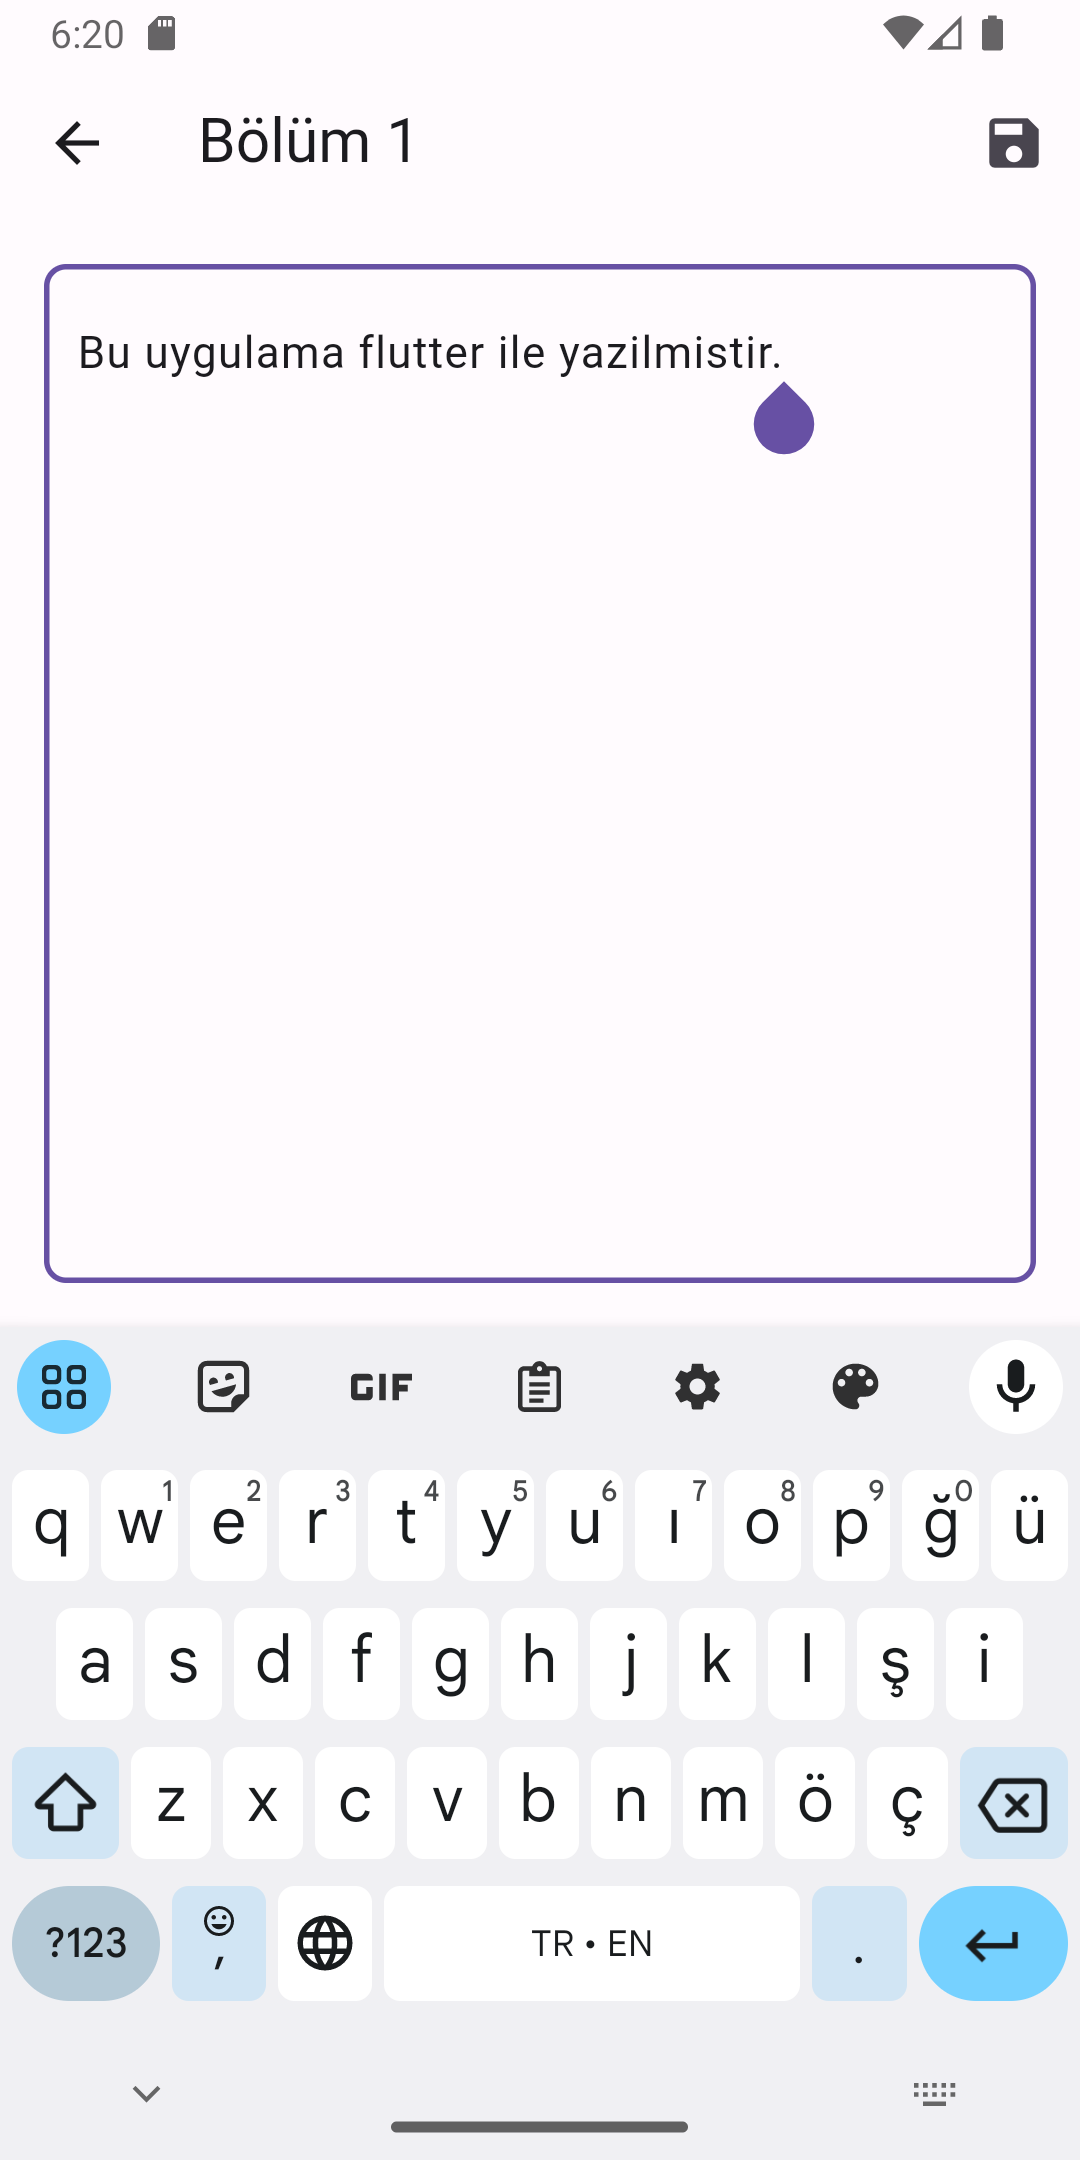 6:20
Bölüm 1
Bu uygulama flutter ile yazilmistir.
GIF
q w 1 e 2 r 3 t 4 y 5 u 6 ı 7 o 8 p 9 ğ 0 ü
a s d f g h j k l ş i
z x c v b n m ö ç
?123 , TR • EN .